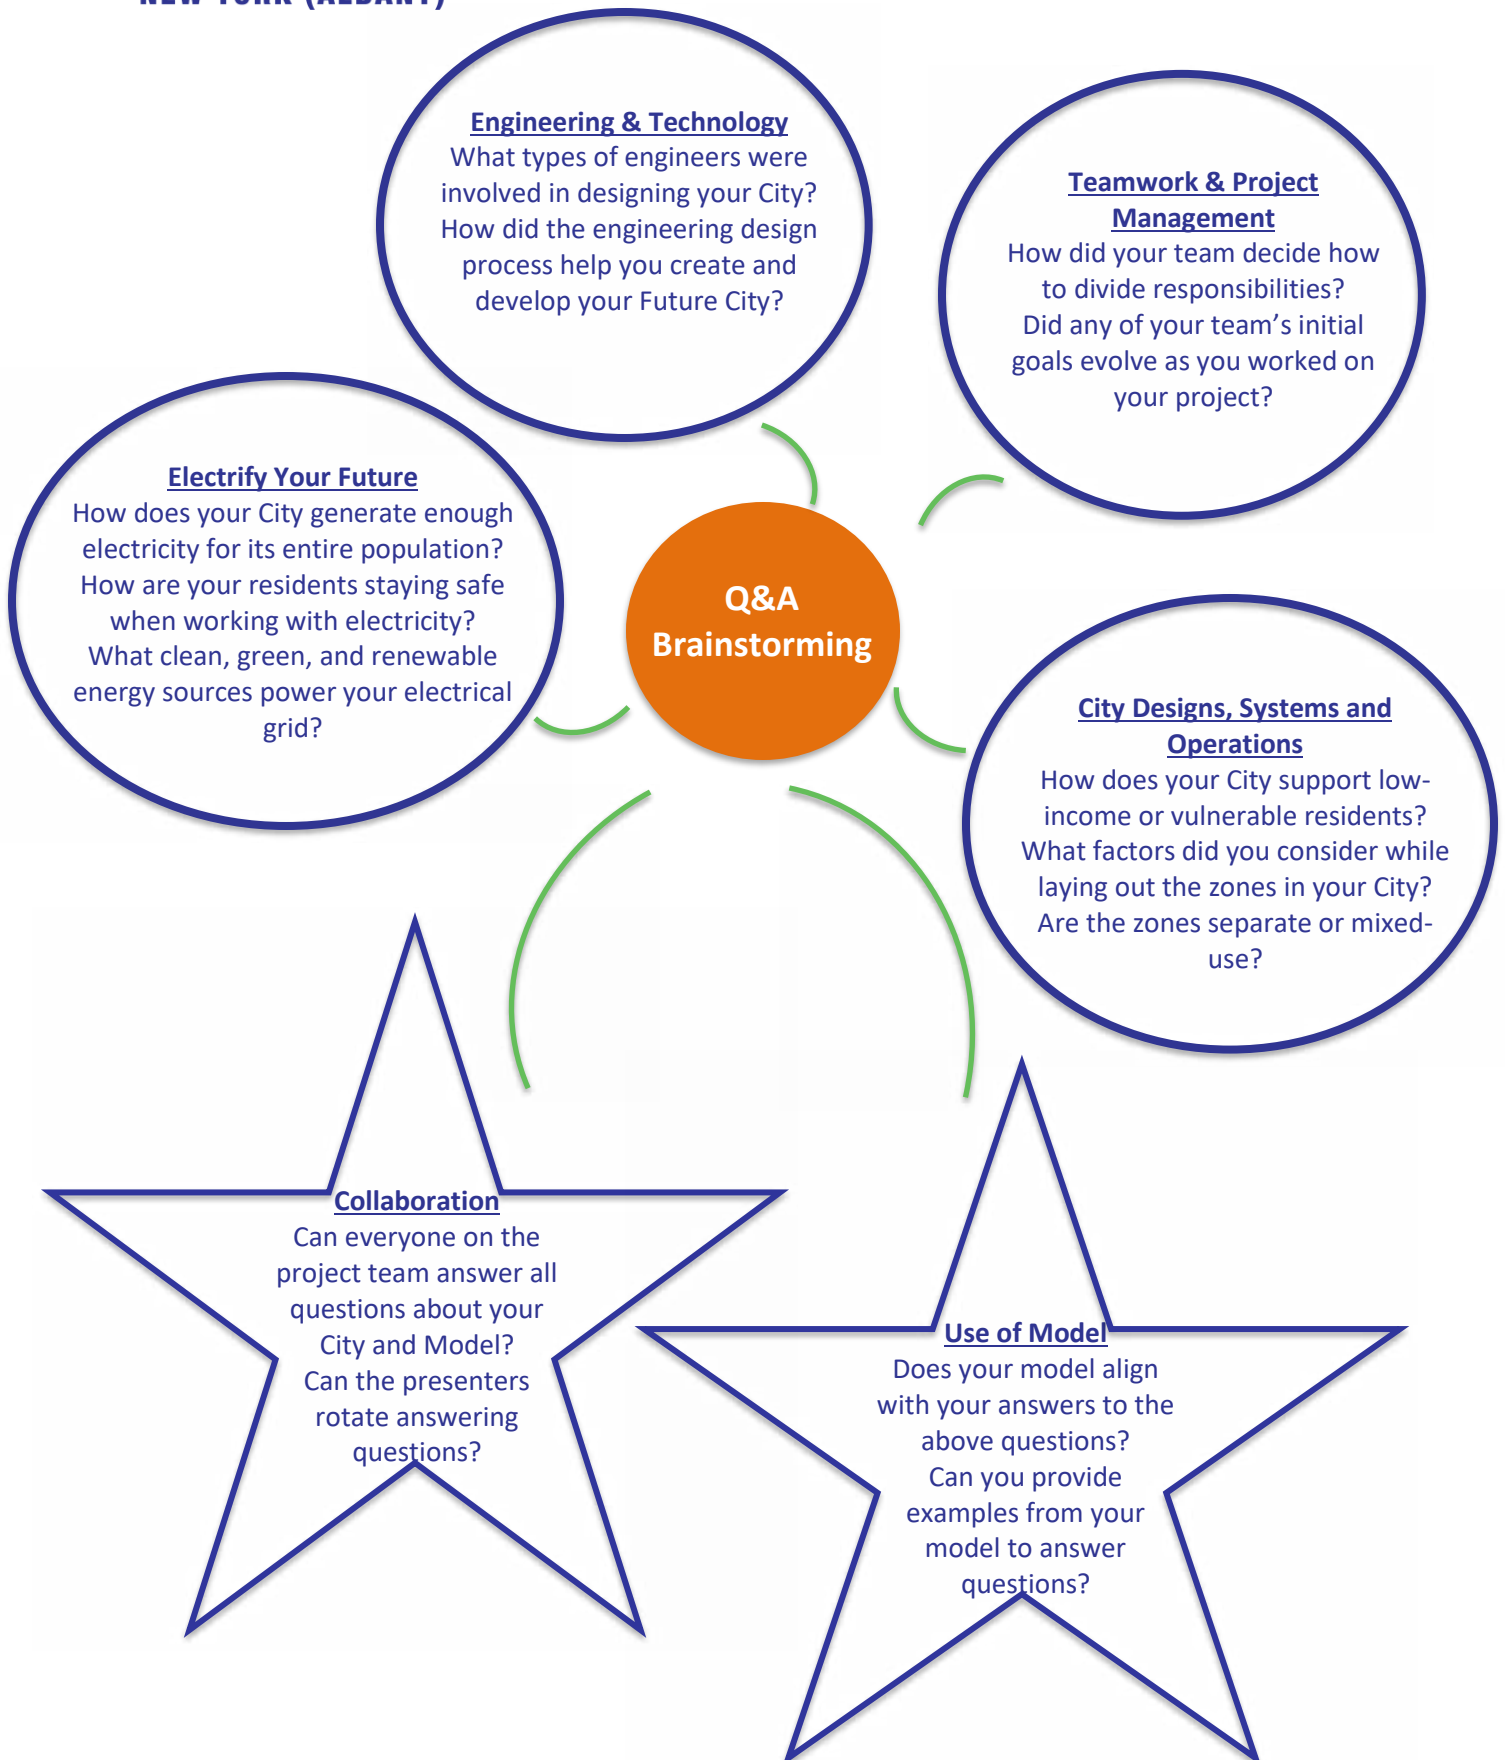 NEW YORK (ALBANY)
Engineering & Technology
What types of engineers were
involved in designing your City?
How did the engineering design
process help you create and
develop your Future City?
Teamwork & Project
Management
How did your team decide how
to divide responsibilities?
Did any of your team’s initial
goals evolve as you worked on
your project?
Electrify Your Future
How does your City generate enough
electricity for its entire population?
How are your residents staying safe
when working with electricity?
What clean, green, and renewable
energy sources power your electrical
grid?
Q&A
Brainstorming
City Designs, Systems and
Operations
How does your City support low-
income or vulnerable residents?
What factors did you consider while
laying out the zones in your City?
Are the zones separate or mixed-
use?
Collaboration
Can everyone on the
project team answer all
questions about your
City and Model?
Can the presenters
rotate answering
questions?
Use of Model
Does your model align
with your answers to the
above questions?
Can you provide
examples from your
model to answer
questions?